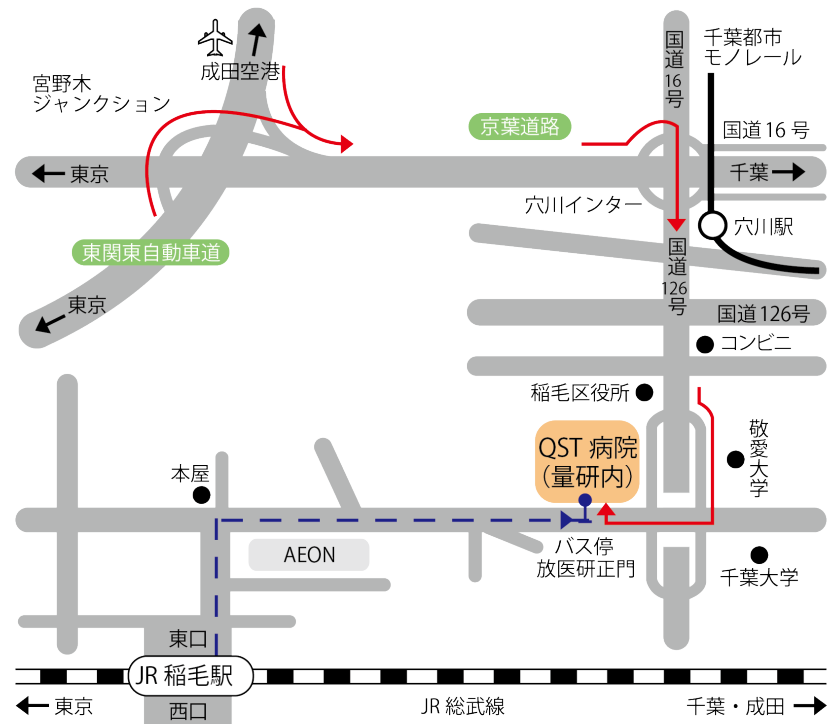 成田空港
宮野木
ジャンクション
国道16号
千葉都市
モノレール
京葉道路
国道16号
東京
千葉
穴川インター
穴川駅
東関東自動車道
国道126号
東京
国道126号
コンビニ
稲毛区役所
敬愛大学
QST 病院
(量研内)
本屋
AEON
バス停
放医研正門
千葉大学
東口
JR 稲毛駅
西口
東京
JR 総武線
千葉・成田